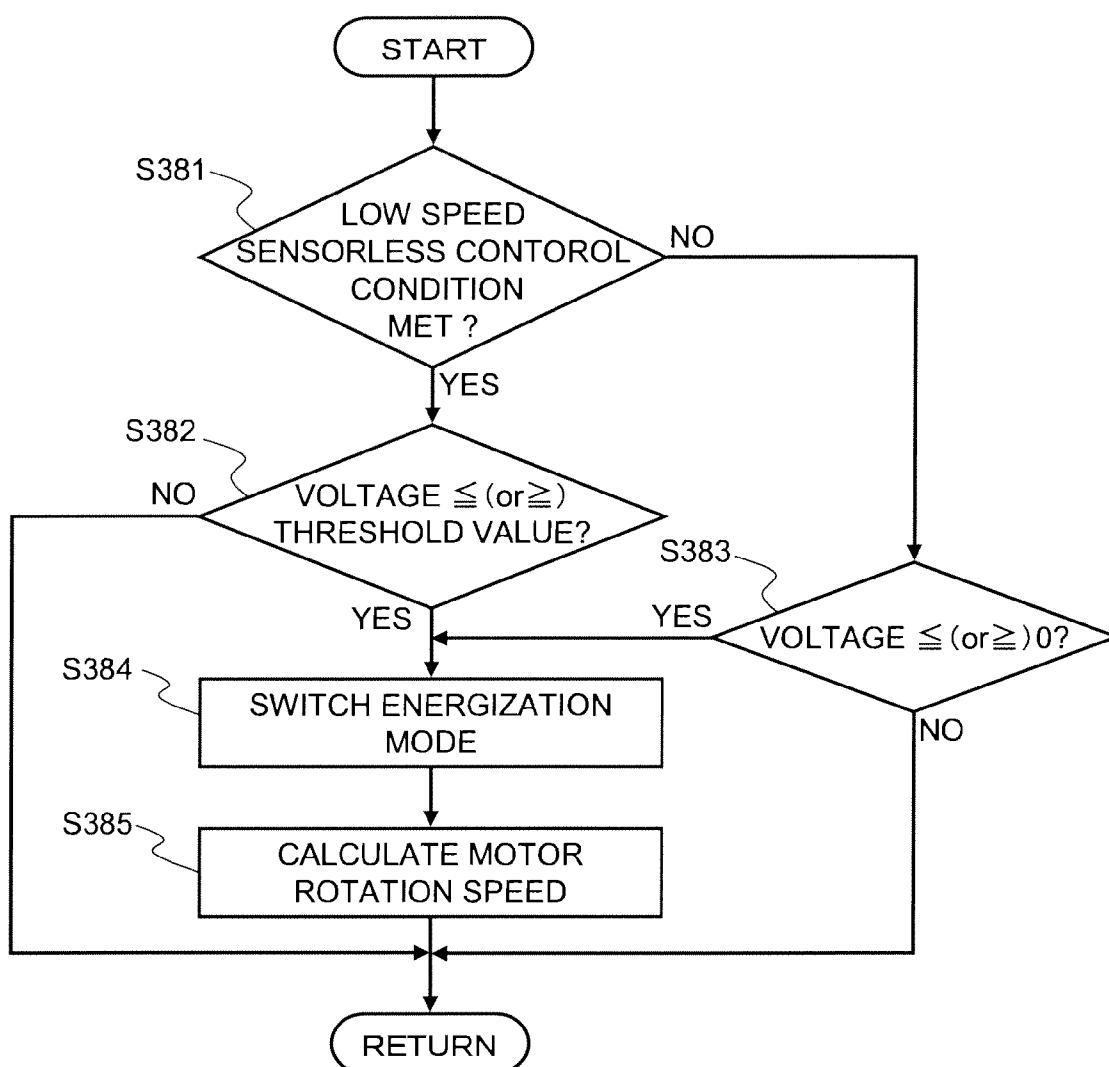 START
S381
LOW SPEED
SENSORLESS CONTOROL
CONDITION
MET ?
NO
YES
S382
NO
VOLTAGE ≦(or≧)
THRESHOLD VALUE?
YES
S383
YES
VOLTAGE ≦(or≧)0?
NO
S384
SWITCH ENERGIZATION
MODE
S385
CALCULATE MOTOR
ROTATION SPEED
RETURN